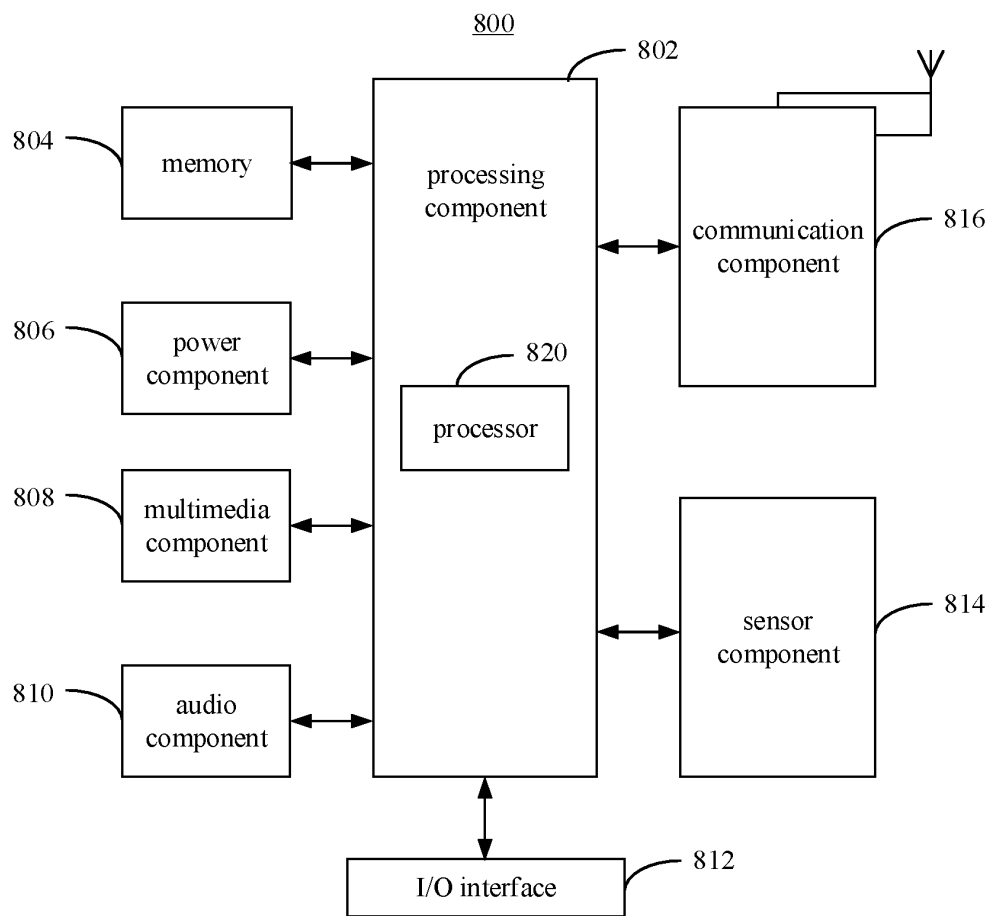 800
802
804
memory
processing
component
communication
component
816
806
power
component
820
processor
808
multimedia
component
814
sensor
component
810
audio
component
812
I/O interface